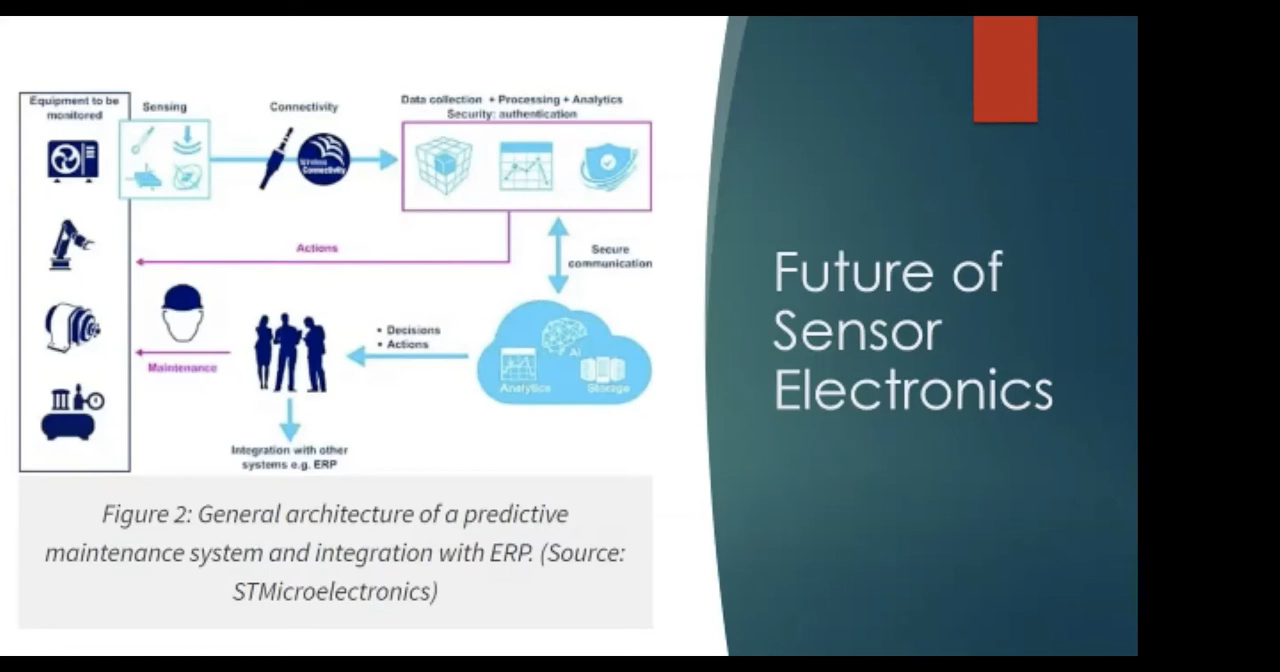 Equipment to be
monitored
Sensing
Connectivity
Data collection + Processing + Analytics
Security: authentication
Wireless
Connectivity
Actions
Secure
communication
• Decisions
• Actions
AI
Analytics
Storage
Maintenance
Integration with other
systems e.g. ERP
Figure 2: General architecture of a predictive
maintenance system and integration with ERP. (Source:
STMicroelectronics)
Future of
Sensor
Electronics